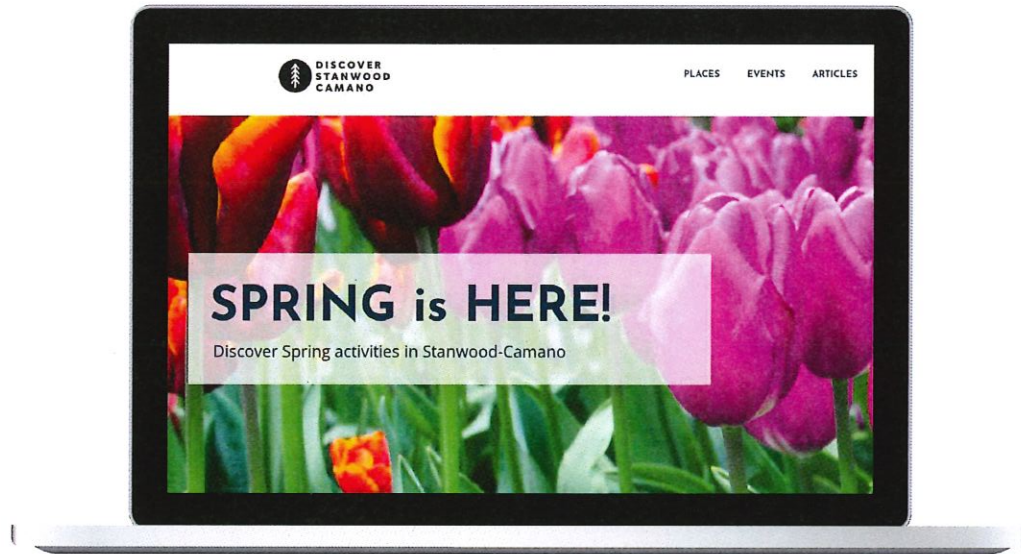 DISCOVER
STANWOOD
CAMANO
PLACES EVENTS ARTICLES
SPRING is HERE!
Discover Spring activities in Stanwood-Camano